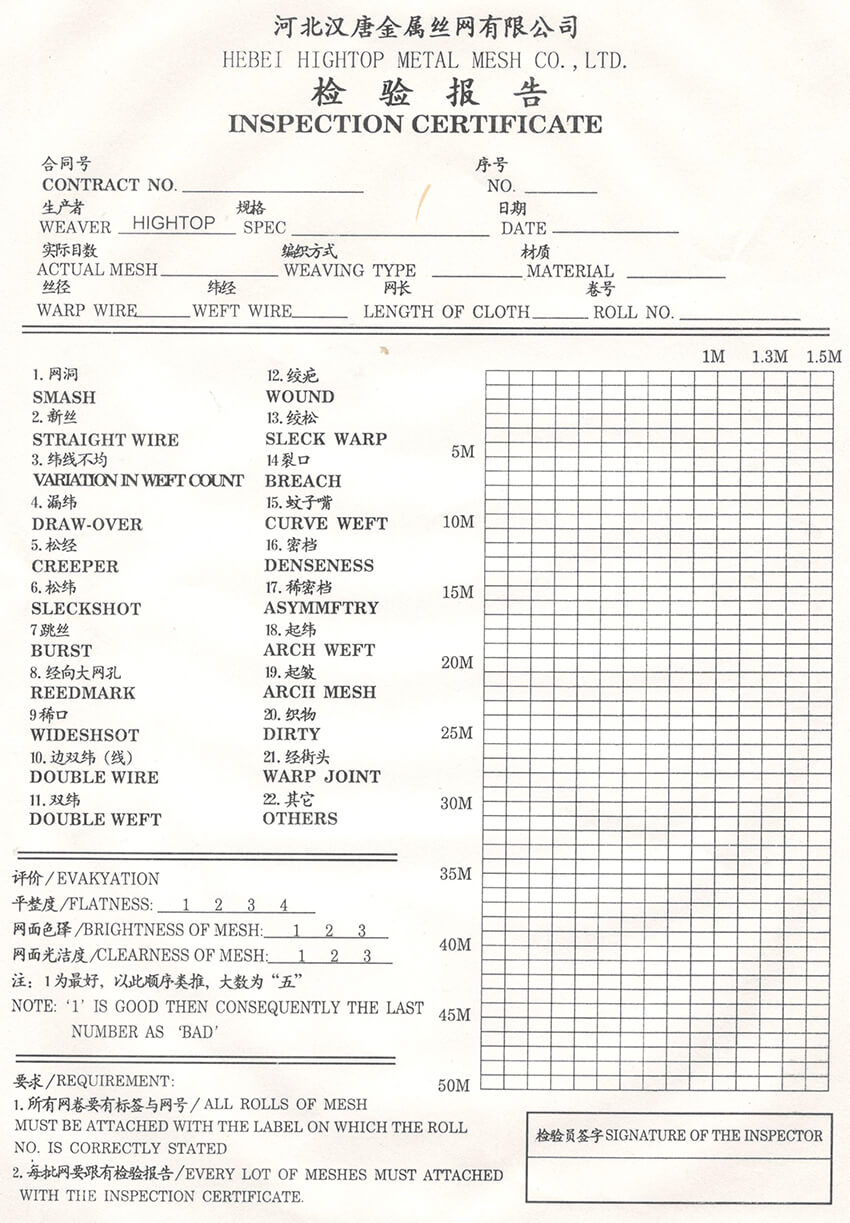 河北汉唐金属丝网有限公司
HEBEI HIGHTOP METAL MESH CO.,LTD.
检 验 报 告
INSPECTION CERTIFICATE
合同号 序号
CONTRACT NO. NO.
生产者 规格 日期
WEAVER HIGHTOP SPEC DATE
实际目数 编织方式 材质
ACTUAL MESH WEAVING TYPE MATERIAL
丝径 纬经 网长 卷号
WARP WIRE WEFT WIRE LENGTH OF CLOTH ROLL NO.
1. 网洞
SMASH
2. 新丝
STRAIGHT WIRE
3. 纬线不均
VARIATION IN WEFT COUNT
4. 漏纬
DRAW-OVER
5. 松经
CREEPER
6. 松纬
SLECKSHOT
7 跳丝
BURST
8. 经向大网孔
REEDMARK
9 稀口
WIDESHSOT
10. 边双纬（线）
DOUBLE WIRE
11. 双纬
DOUBLE WEFT
12. 绞疤
WOUND
13. 绞松
SLECK WARP
14 裂口
BREACH
15. 蚊子嘴
CURVE WEFT
16. 密档
DENSENESS
17. 稀密档
ASYMMFTRY
18. 起纬
ARCH WEFT
19. 起皱
ARCH MESH
20. 织物
DIRTY
21. 经街头
WARP JOINT
22. 其它
OTHERS
1M 1.3M 1.5M
5M
10M
15M
20M
25M
30M
35M
40M
45M
50M
评价/EVAKYATION
平整度/FLATNESS: 1 2 3 4
网面色泽/BRIGHTNESS OF MESH: 1 2 3
网面光洁度/CLEARNESS OF MESH: 1 2 3
注：1为最好，以此顺序类推，大数为“五”
NOTE: ‘1’ IS GOOD THEN CONSEQUENTLY THE LAST
NUMBER AS ‘BAD’
要求/REQUIREMENT:
1. 所有网卷要有标签与网号/ ALL ROLLS OF MESH
MUST BE ATTACHED WITH THE LABEL ON WHICH THE ROLL
NO. IS CORRECTLY STATED
2. 每批网要跟有检验报告/EVERY LOT OF MESHES MUST ATTACHED
WITH THE INSPECTION CERTIFICATE.
检验员签字SIGNATURE OF THE INSPECTOR